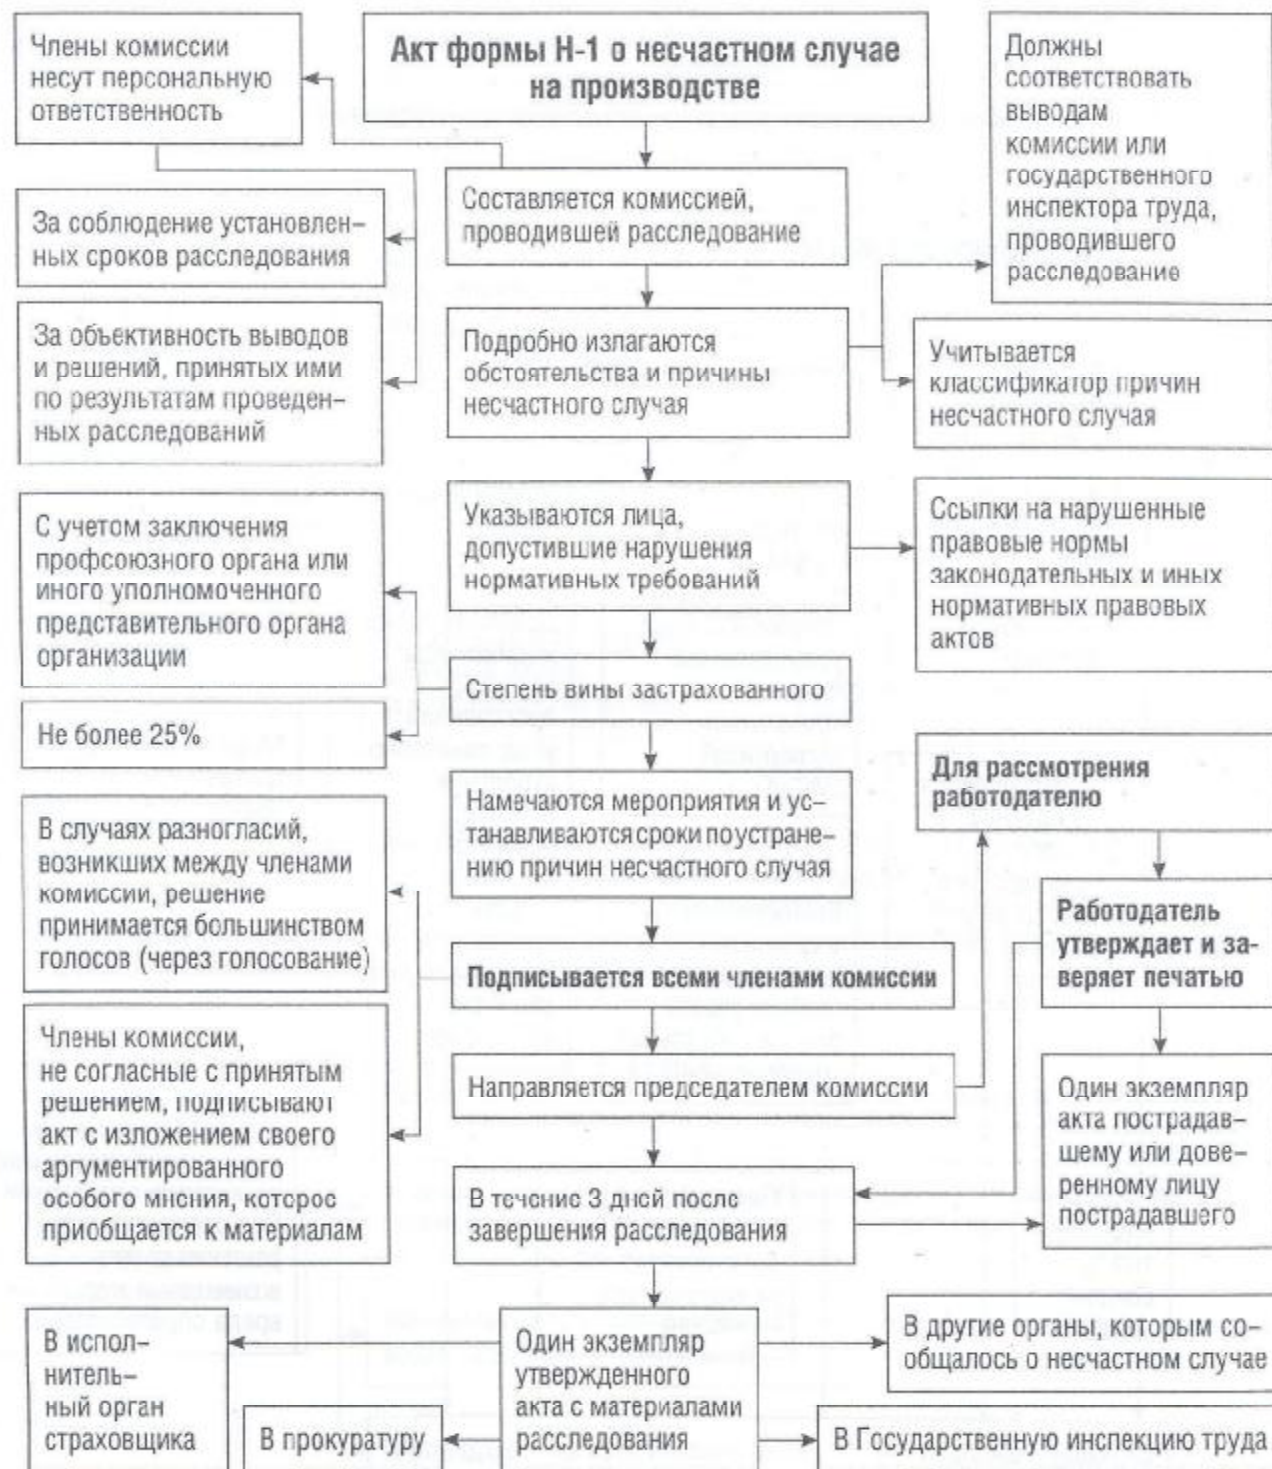 Члены комиссии
несут персональную
ответственность
Акт формы Н-1 о несчастном случае
на производстве
Должны
соответствовать
выводам
комиссии или
государственного
инспектора труда,
проводившего
расследование
Составляется комиссией,
проводившей расследование
За соблюдение установлен-
ных сроков расследования
За объективность выводов
и решений, принятых ими
по результатам проведен-
ных расследований
Подробно излагаются
обстоятельства и причины
несчастного случая
Учитывается
классификатор причин
несчастного случая
С учетом заключения
профсоюзного органа или
иного уполномоченного
представительного органа
организации
Указываются лица,
допустившие нарушения
нормативных требований
Ссылки на нарушенные
правовые нормы
законодательных и иных
нормативных правовых
актов
Степень вины застрахованного
Не более 25%
Для рассмотрения
работодателю
Намечаются мероприятия и ус-
танавливаются сроки по устране-
нию причин несчастного случая
В случаях разногласий,
возникших между членами
комиссии, решение
принимается большинством
голосов (через голосование)
Работодатель
утверждает и за-
веряет печатью
Подписывается всеми членами комиссии
Члены комиссии,
не согласные с принятым
решением, подписывают
акт с изложением своего
аргументированного
особого мнения, которое
приобщается к материалам
Направляется председателем комиссии
Один экземпляр
акта пострадав-
шему или дове-
ренному лицу
пострадавшего
В течение 3 дней после
завершения расследования
В испол-
нитель-
ный орган
страховщика
Один экземпляр
утвержденного
акта с материалами
расследования
В другие органы, которым со-
общалось о несчастном случае
В прокуратуру
В Государственную инспекцию труда